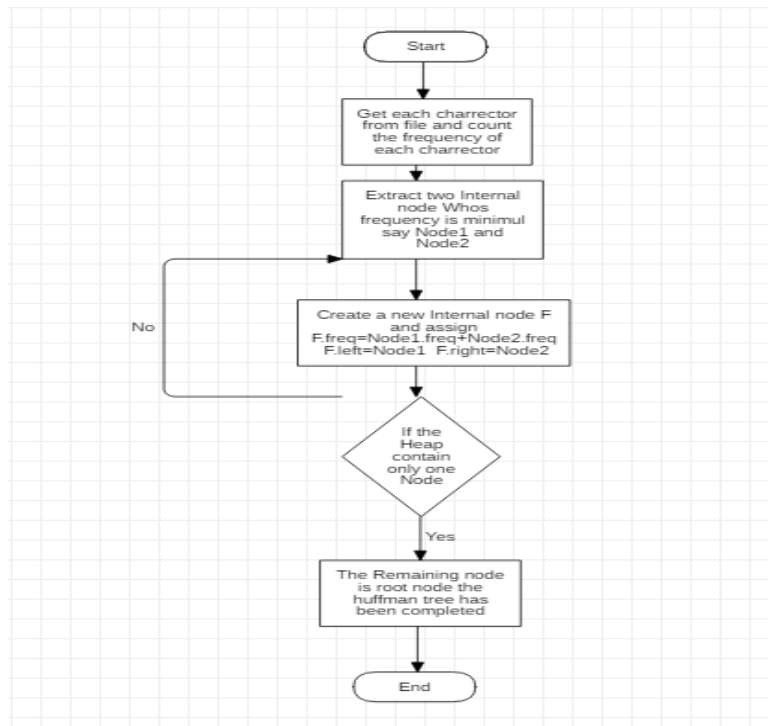 Start
Get each charrector
from file and count
the frequency of
each charrector
Extract two Internal
node Whos
frequency is minimul
say Node1 and
Node2
No
Create a new Internal node F
and assign
F.freq=Node1.freq+Node2.freq
F.left=Node1 F.right=Node2
If the
Heap
contain
only one
Node
Yes
The Remaining node
is root node the
huffman tree has
been completed
End